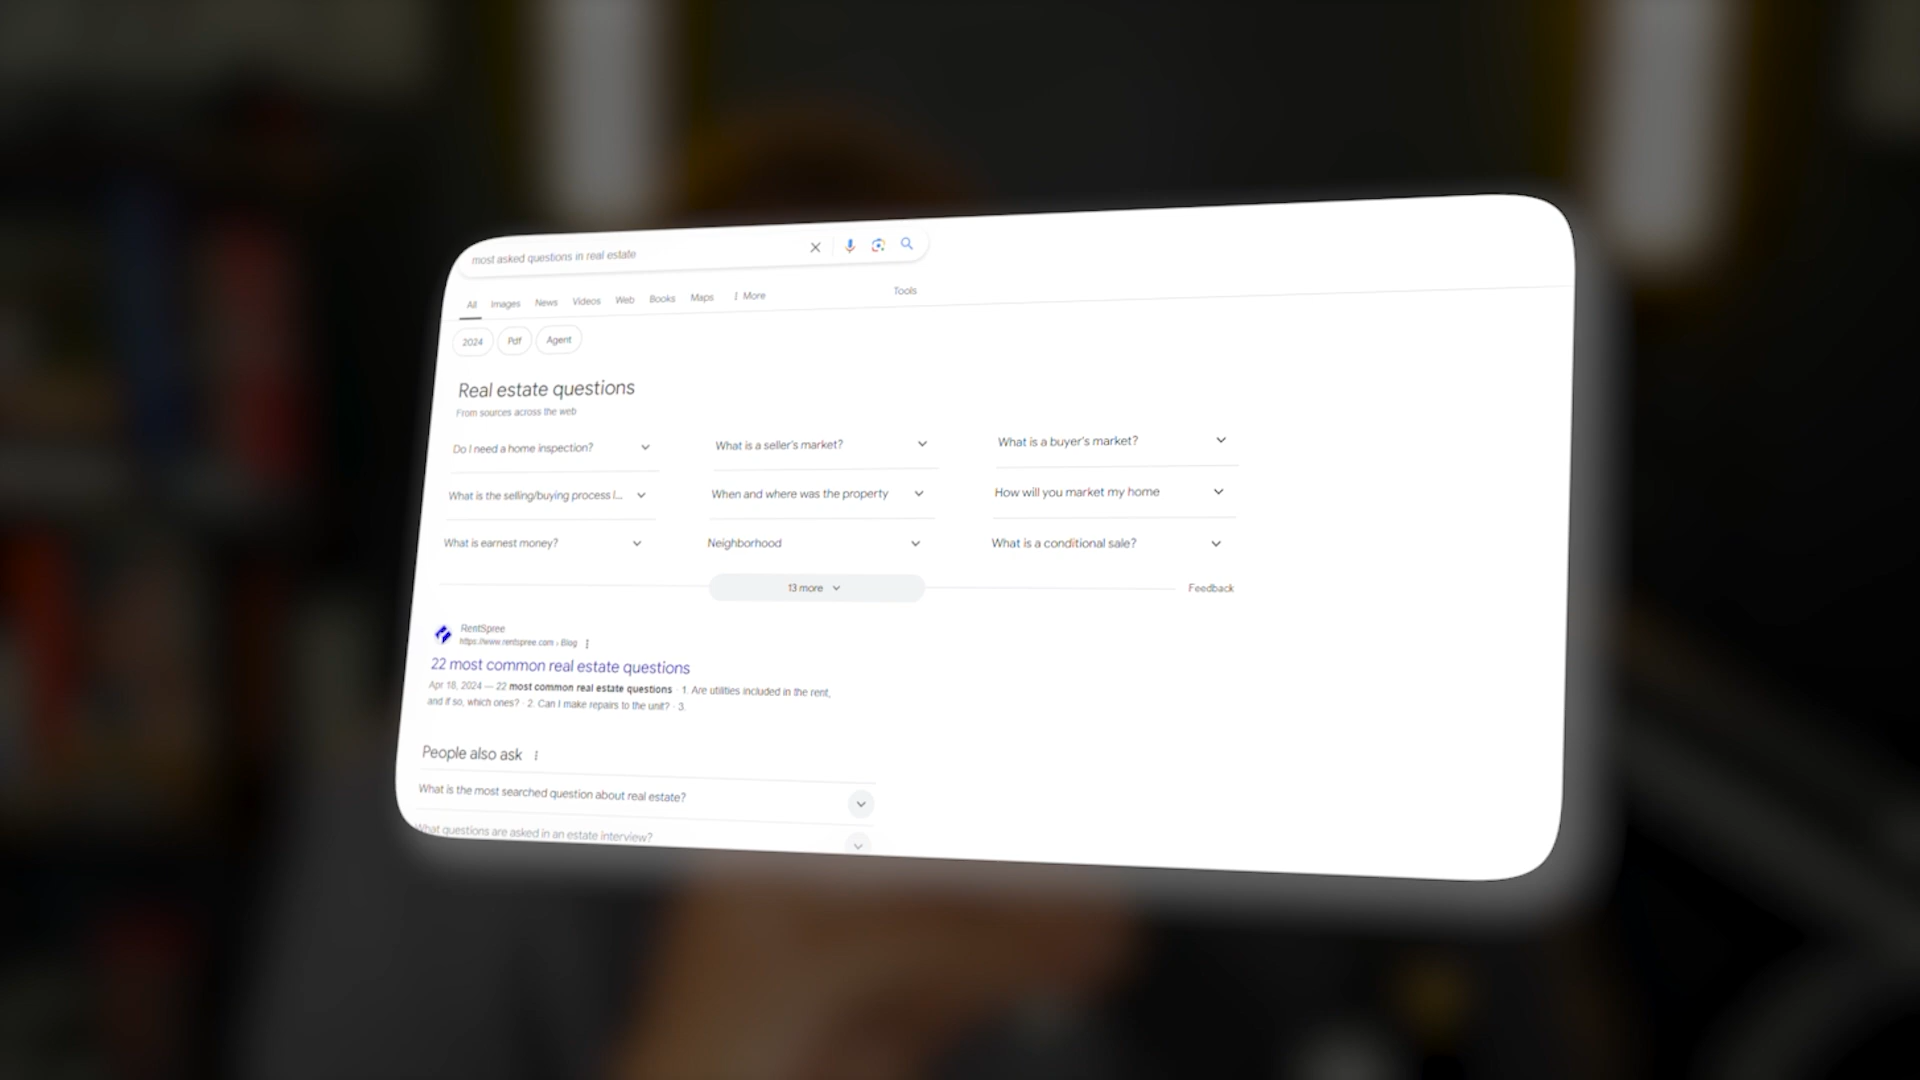 most asked questions in real estate
All Images News Videos Web Books Maps More Tools
2024 Pdf Agent
Real estate questions
From sources across the web
Do I need a home inspection? What is a seller's market? What is a buyer's market?
What is the selling/buying process l... When and where was the property How will you market my home
What is earnest money? Neighborhood What is a conditional sale?
13 more Feedback
RentSpree
https://www.rentspree.com › Blog
22 most common real estate questions
Apr 18, 2024 — 22 most common real estate questions · 1. Are utilities included in the rent,
and if so, which ones? · 2. Can I make repairs to the unit? · 3.
People also ask
What is the most searched question about real estate?
What questions are asked in an estate interview?